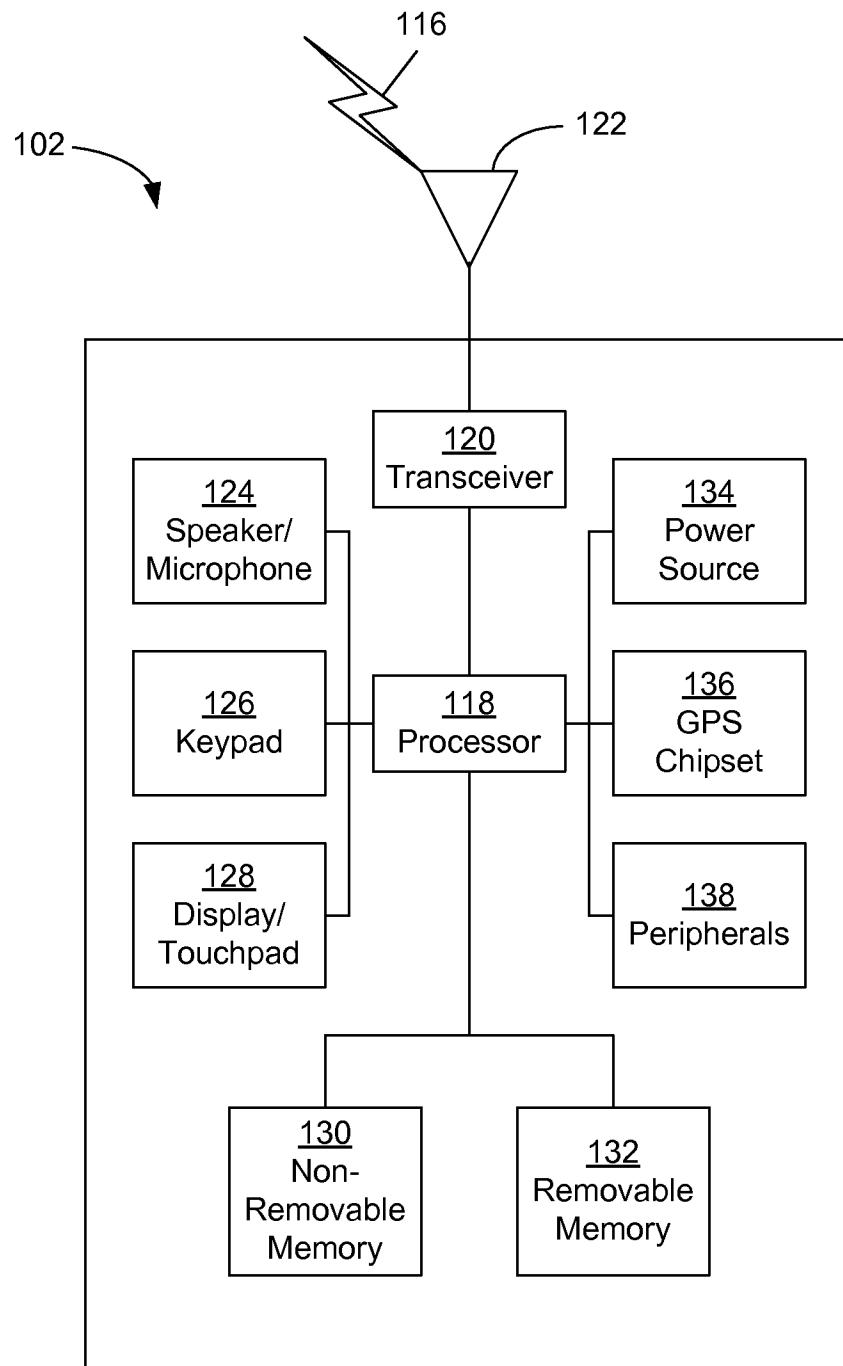 116
122
102
120
Transceiver
124
Speaker/
Microphone
134
Power
Source
126
Keypad
118
Processor
136
GPS
Chipset
128
Display/
Touchpad
138
Peripherals
130
Non-
Removable
Memory
132
Removable
Memory